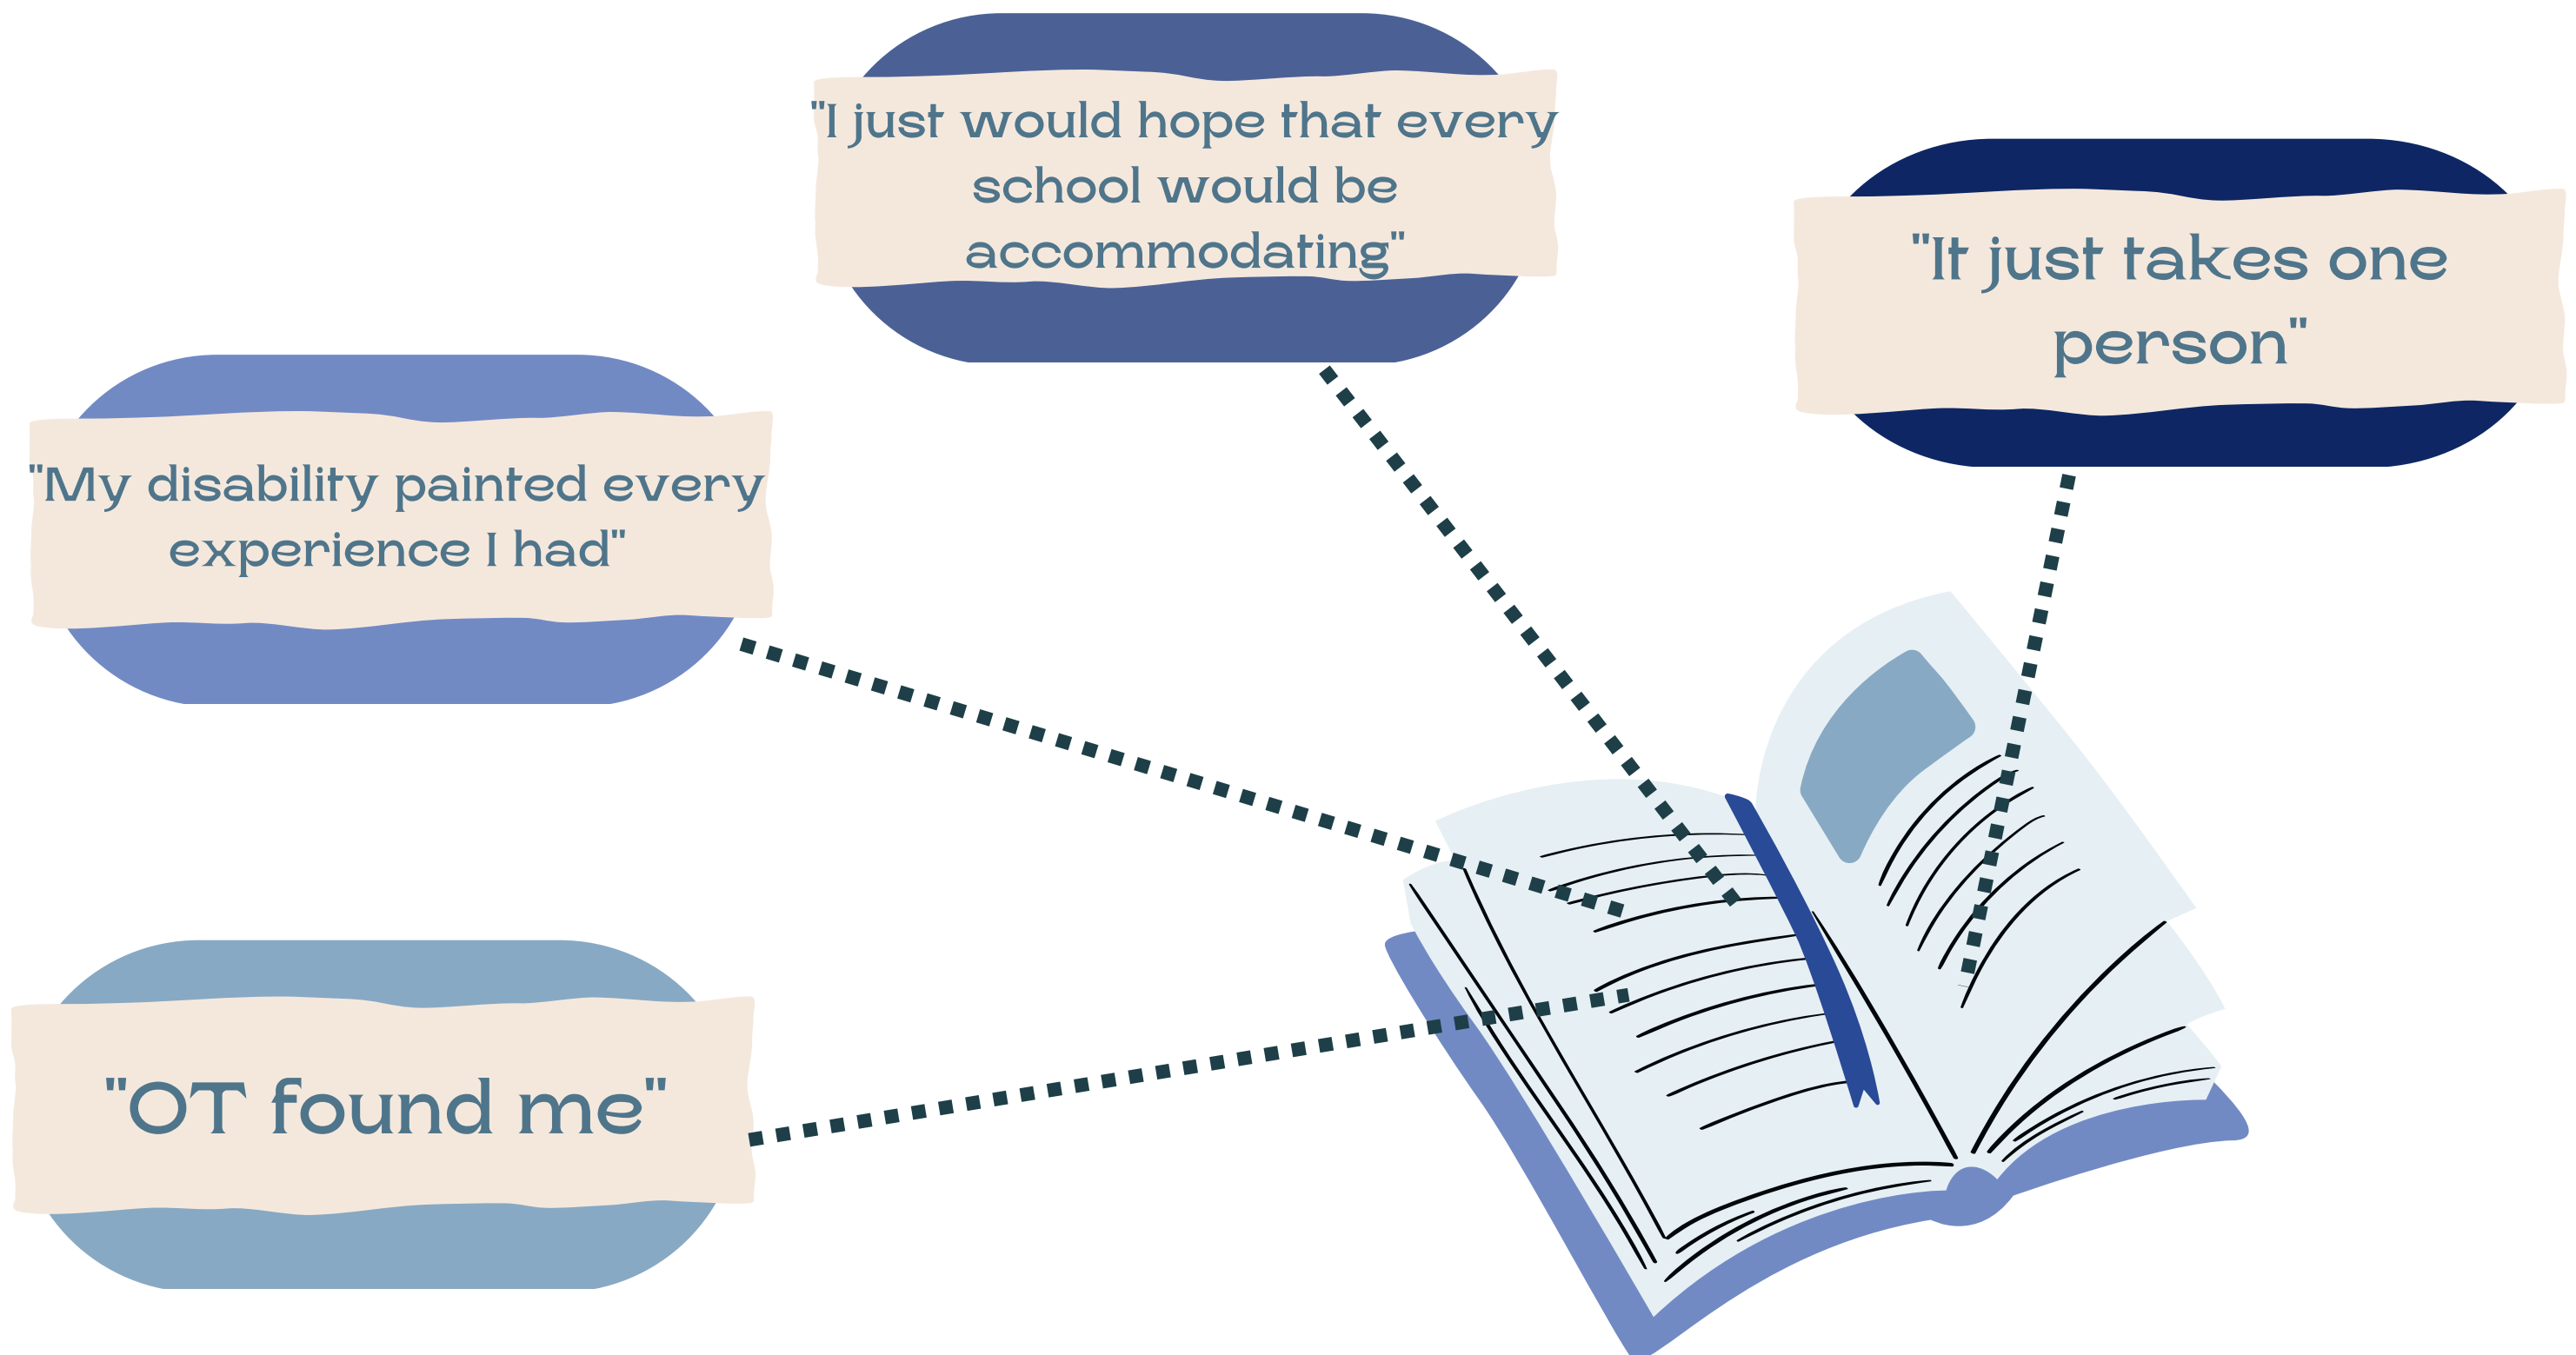 "I just would hope that every
school would be
accommodating"
"It just takes one
person"
"My disability painted every
experience I had"
"OT found me"